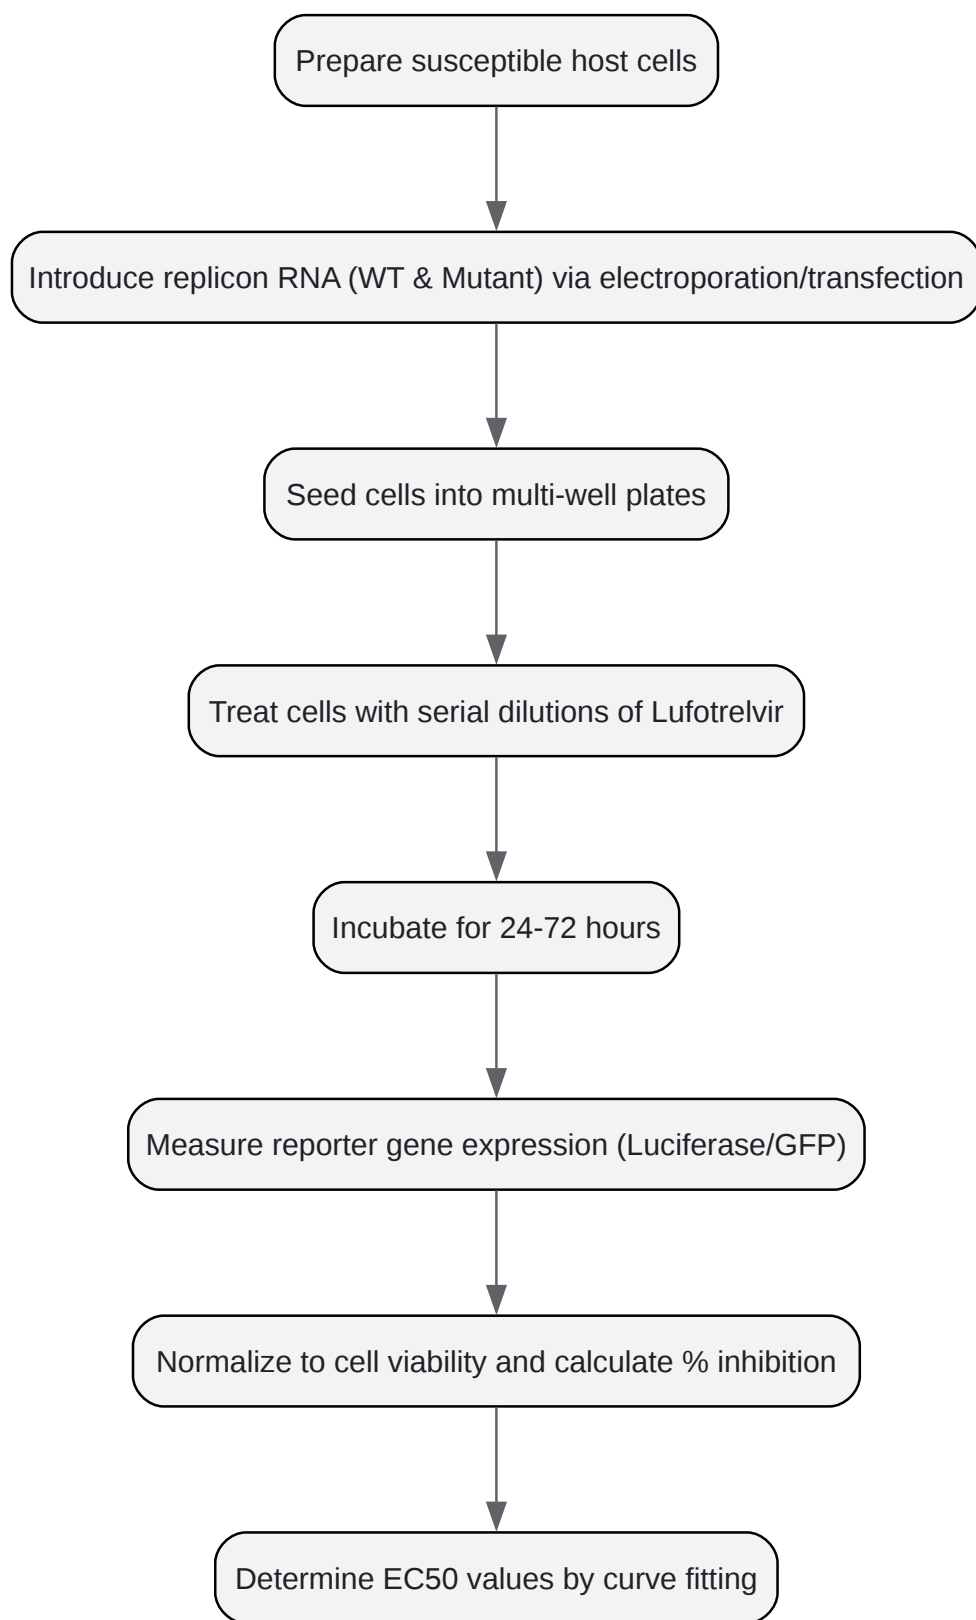 Prepare susceptible host cells
Introduce replicon RNA (WT & Mutant) via electroporation/transfection
Seed cells into multi-well plates
Treat cells with serial dilutions of Lufotrelvir
Incubate for 24-72 hours
Measure reporter gene expression (Luciferase/GFP)
Normalize to cell viability and calculate % inhibition
Determine EC50 values by curve fitting